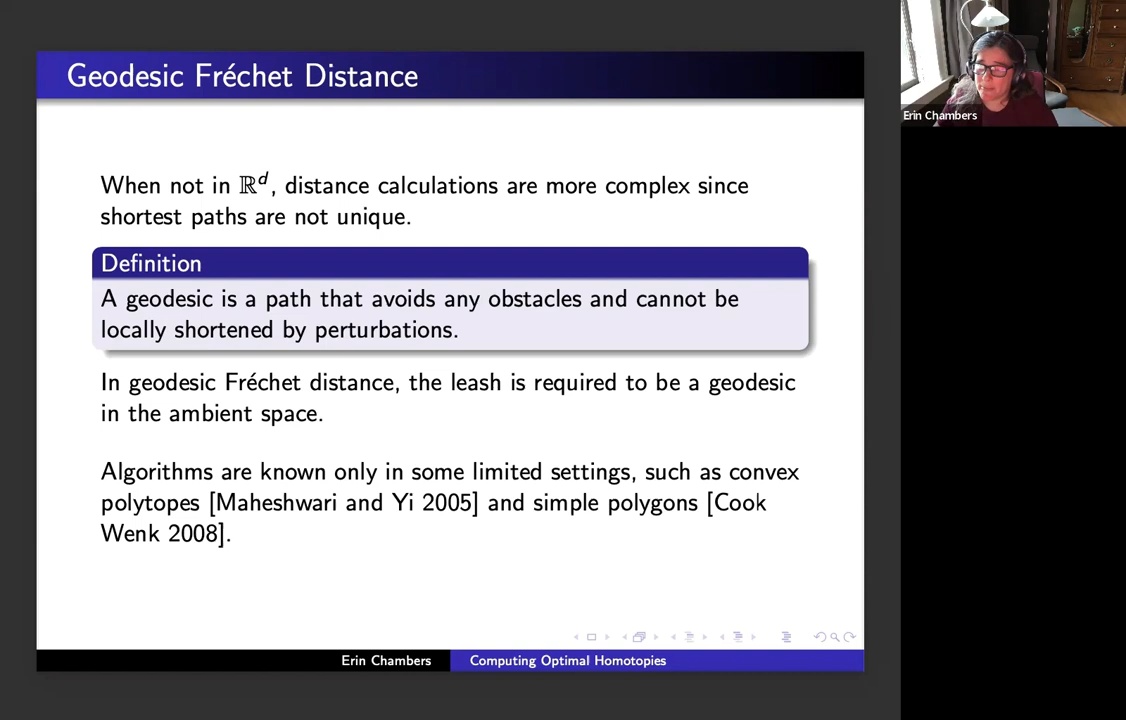 Geodesic Fréchet Distance
When not in ℝᵈ, distance calculations are more complex since
shortest paths are not unique.
Definition
A geodesic is a path that avoids any obstacles and cannot be
locally shortened by perturbations.
In geodesic Fréchet distance, the leash is required to be a geodesic
in the ambient space.
Algorithms are known only in some limited settings, such as convex
polytopes [Maheshwari and Yi 2005] and simple polygons [Cook
Wenk 2008].
Erin Chambers
Computing Optimal Homotopies
Erin Chambers